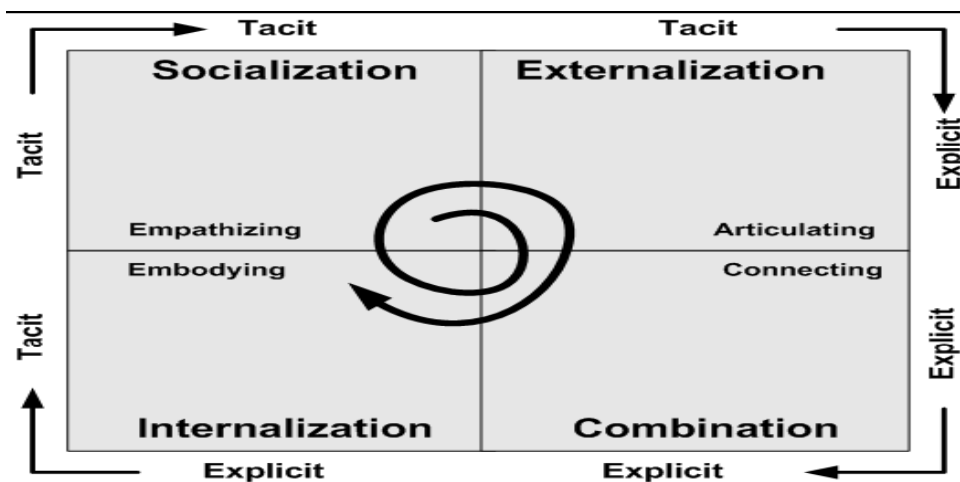 Tacit Tacit
Socialization Externalization
Tacit Explicit
Empathizing Articulating
Embodying Connecting
Tacit Explicit
Internalization Combination
Explicit Explicit